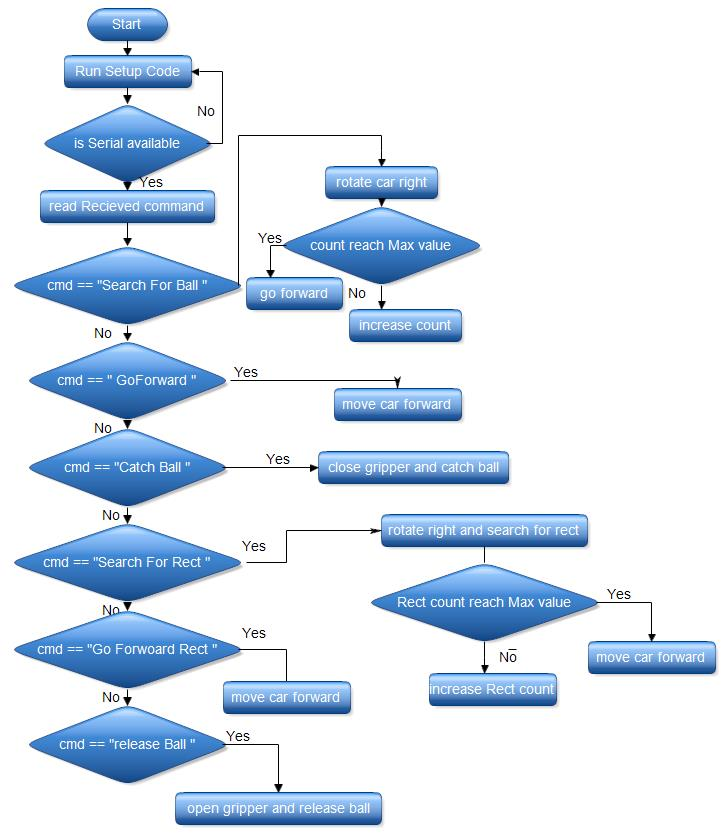 Start
Run Setup Code
No
is Serial available
Yes
read Recieved command
rotate car right
count reach Max value
Yes
go forward
No
increase count
cmd == "Search For Ball "
No
cmd == " GoForward "
Yes
move car forward
No
cmd == "Catch Ball "
Yes
close gripper and catch ball
No
cmd == "Search For Rect "
Yes
rotate right and search for rect
Rect count reach Max value
Yes
move car forward
No
increase Rect count
No
cmd == "Go Forwoard Rect "
Yes
move car forward
No
cmd == "release Ball "
Yes
open gripper and release ball